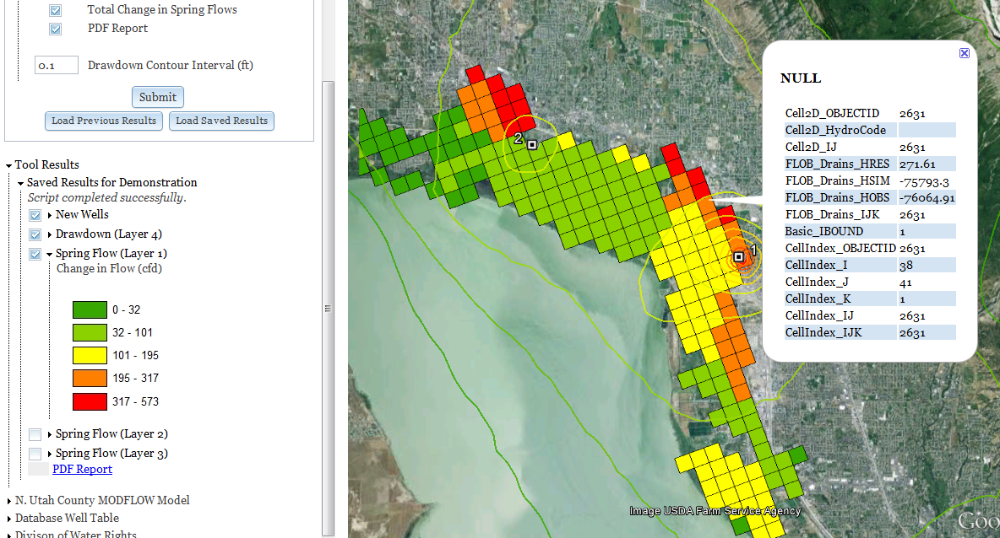 Total Change in Spring Flows
PDF Report
0.1 Drawdown Contour Interval (ft)
Submit
Load Previous Results Load Saved Results
Tool Results
Saved Results for Demonstration
Script completed successfully.
New Wells
Drawdown (Layer 4)
Spring Flow (Layer 1)
Change in Flow (cfd)
0 - 32
32 - 101
101 - 195
195 - 317
317 - 573
Spring Flow (Layer 2)
Spring Flow (Layer 3)
PDF Report
N. Utah County MODFLOW Model
Database Well Table
Divison of Water Rights
2
1
NULL
Cell2D_OBJECTID 2631
Cell2D_HydroCode
Cell2D_IJ 2631
FLOB_Drains_HRES 271.61
FLOB_Drains_HSIM -75793.3
FLOB_Drains_HOBS -76064.91
FLOB_Drains_IJK 2631
Basic_IBOUND 1
CellIndex_OBJECTID 2631
CellIndex_I 38
CellIndex_J 41
CellIndex_K 1
CellIndex_IJ 2631
CellIndex_IJK 2631
Image USDA Farm Service Agency
Goo